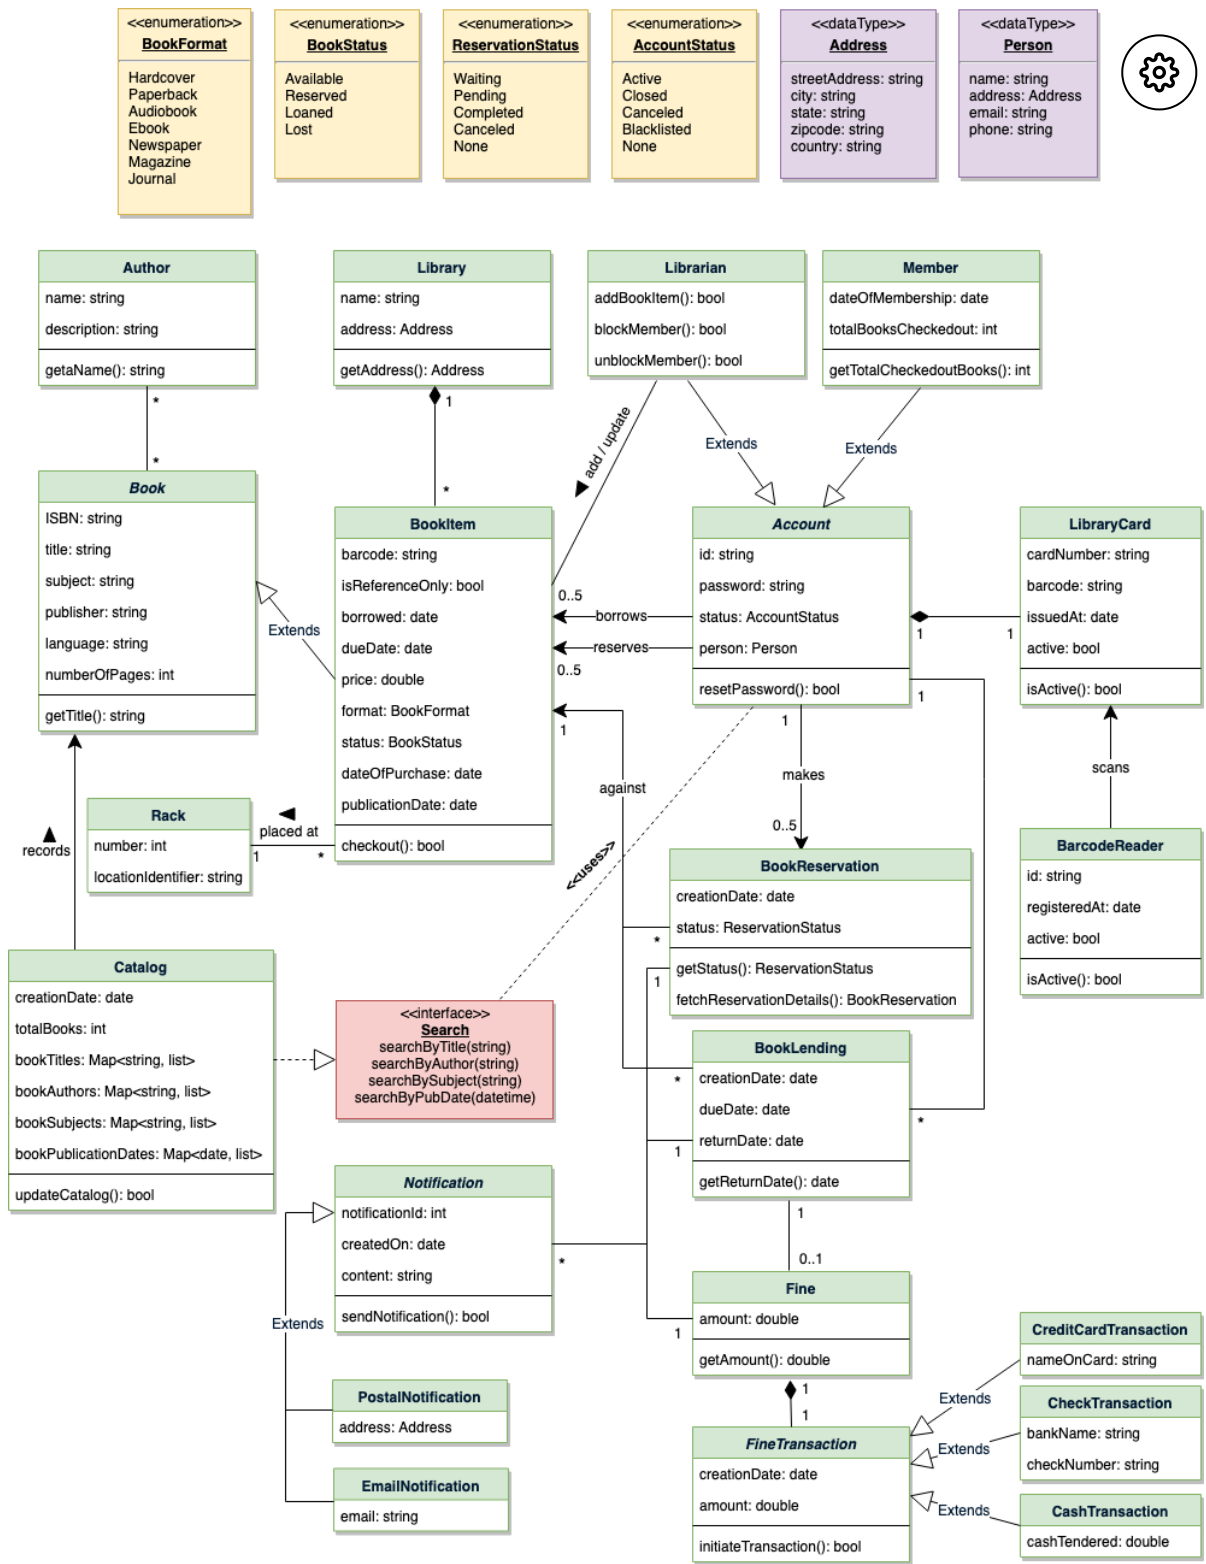 <<enumeration>>
BookFormat
Hardcover
Paperback
Audiobook
Ebook
Newspaper
Magazine
Journal
<<enumeration>>
BookStatus
Available
Reserved
Loaned
Lost
<<enumeration>>
ReservationStatus
Waiting
Pending
Completed
Canceled
None
<<enumeration>>
AccountStatus
Active
Closed
Canceled
Blacklisted
None
<<dataType>>
Address
streetAddress: string
city: string
state: string
zipcode: string
country: string
<<dataType>>
Person
name: string
address: Address
email: string
phone: string
Author
name: string
description: string
getaName(): string
*
*
Library
name: string
address: Address
getAddress(): Address
1
*
Librarian
addBookItem(): bool
blockMember(): bool
unblockMember(): bool
add / update
Extends
Member
dateOfMembership: date
totalBooksCheckedout: int
getTotalCheckedoutBooks(): int
Extends
Book
ISBN: string
title: string
subject: string
publisher: string
language: string
numberOfPages: int
getTitle(): string
Extends
BookItem
barcode: string
isReferenceOnly: bool
borrowed: date
dueDate: date
price: double
format: BookFormat
status: BookStatus
dateOfPurchase: date
publicationDate: date
checkout(): bool
0..5
borrows
reserves
0..5
1
against
Account
id: string
password: string
status: AccountStatus
person: Person
resetPassword(): bool
1
1
1
1
makes
0..5
LibraryCard
cardNumber: string
barcode: string
issuedAt: date
active: bool
isActive(): bool
scans
Rack
number: int
locationIdentifier: string
placed at
1
*
records
<<uses>>
BookReservation
creationDate: date
status: ReservationStatus
getStatus(): ReservationStatus
fetchReservationDetails(): BookReservation
*
1
BarcodeReader
id: string
registeredAt: date
active: bool
isActive(): bool
Catalog
creationDate: date
totalBooks: int
bookTitles: Map<string, list>
bookAuthors: Map<string, list>
bookSubjects: Map<string, list>
bookPublicationDates: Map<date, list>
updateCatalog(): bool
<<interface>>
Search
searchByTitle(string)
searchByAuthor(string)
searchBySubject(string)
searchByPubDate(datetime)
BookLending
creationDate: date
dueDate: date
returnDate: date
getReturnDate(): date
*
*
1
1
0..1
Notification
notificationId: int
createdOn: date
content: string
sendNotification(): bool
*
Extends
Fine
amount: double
getAmount(): double
1
1
1
PostalNotification
address: Address
EmailNotification
email: string
FineTransaction
creationDate: date
amount: double
initiateTransaction(): bool
CreditCardTransaction
nameOnCard: string
Extends
CheckTransaction
bankName: string
checkNumber: string
Extends
CashTransaction
cashTendered: double
Extends